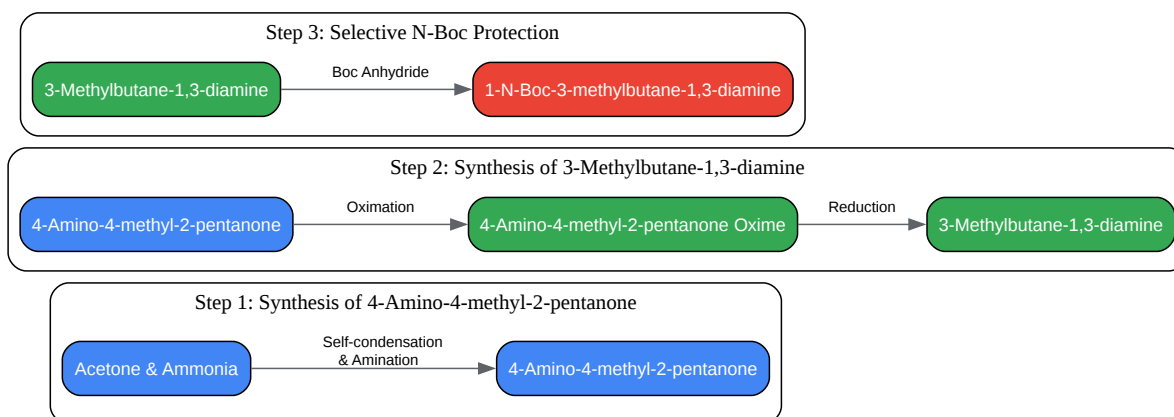 Step 3: Selective N-Boc Protection
3-Methylbutane-1,3-diamine
Boc Anhydride
1-N-Boc-3-methylbutane-1,3-diamine
Step 2: Synthesis of 3-Methylbutane-1,3-diamine
4-Amino-4-methyl-2-pentanone
Oximation
4-Amino-4-methyl-2-pentanone Oxime
Reduction
3-Methylbutane-1,3-diamine
Step 1: Synthesis of 4-Amino-4-methyl-2-pentanone
Acetone & Ammonia
Self-condensation
& Amination
4-Amino-4-methyl-2-pentanone